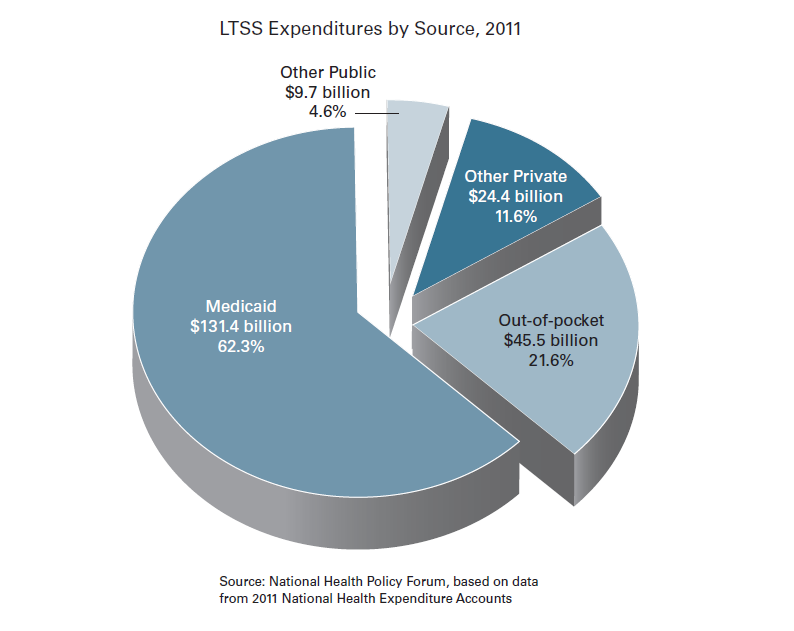 LTSS Expenditures by Source, 2011
Other Public
$9.7 billion
4.6%
Other Private
$24.4 billion
11.6%
Medicaid
$131.4 billion
62.3%
Out-of-pocket
$45.5 billion
21.6%
Source: National Health Policy Forum, based on data
from 2011 National Health Expenditure Accounts